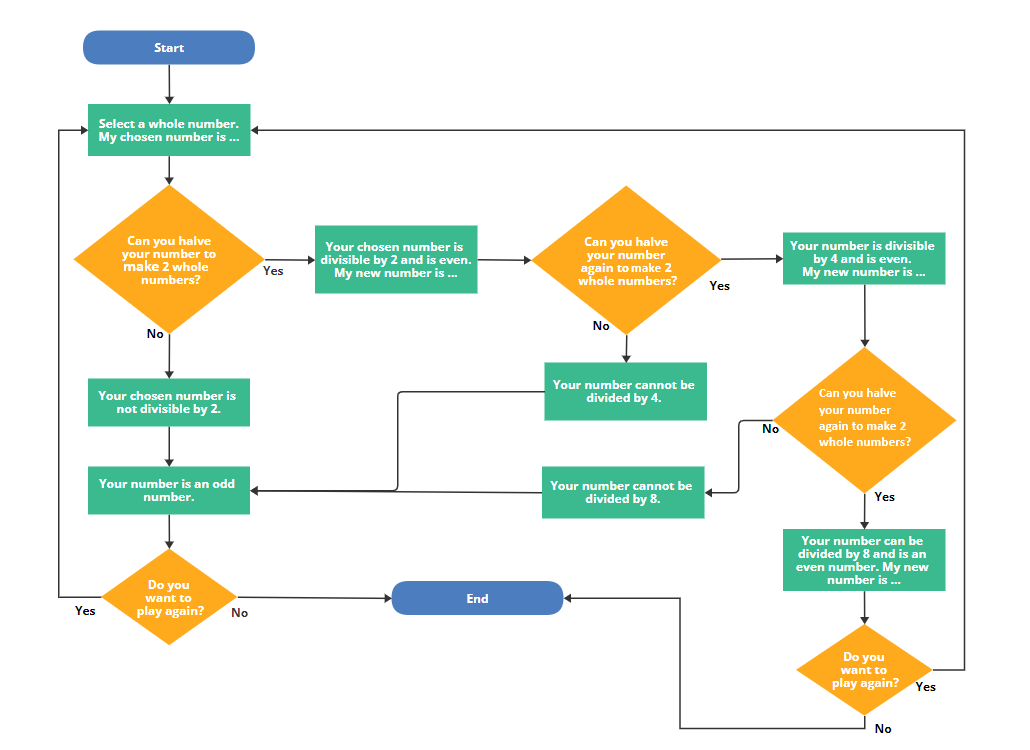 Start
Select a whole number.
My chosen number is ...
Can you halve
your number to
make 2 whole
numbers?
Yes
Your chosen number is
divisible by 2 and is even.
My new number is ...
Can you halve
your number
again to make 2
whole numbers?
Yes
Your number is divisible
by 4 and is even.
My new number is ...
No
No
Your chosen number is
not divisible by 2.
Your number cannot be
divided by 4.
Can you halve
your number
again to make 2
whole numbers?
No
Yes
Your number is an odd
number.
Your number cannot be
divided by 8.
Your number can be
divided by 8 and is an
even number. My new
number is ...
Do you
want to
play again?
Yes
No
End
Do you
want to
play again?
Yes
No